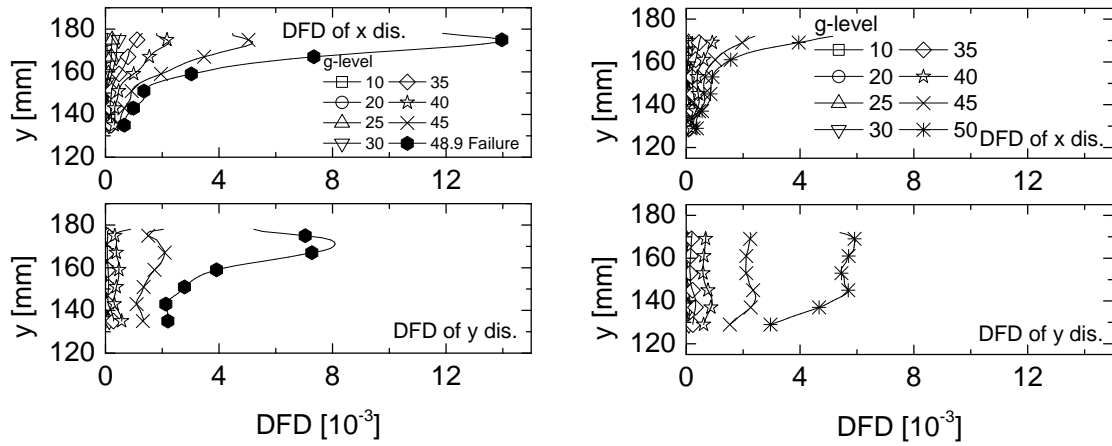 DFD of x dis.
g-level
10 35
20 40
25 45
30 48.9 Failure
y [mm]
180
160
140
120
0 4 8 12
DFD of y dis.
y [mm]
180
160
140
120
0 4 8 12
DFD [10⁻³]
g-level
10 35
20 40
25 45
30 50
DFD of x dis.
y [mm]
180
160
140
120
0 4 8 12
DFD of y dis.
y [mm]
180
160
140
120
0 4 8 12
DFD [10⁻³]